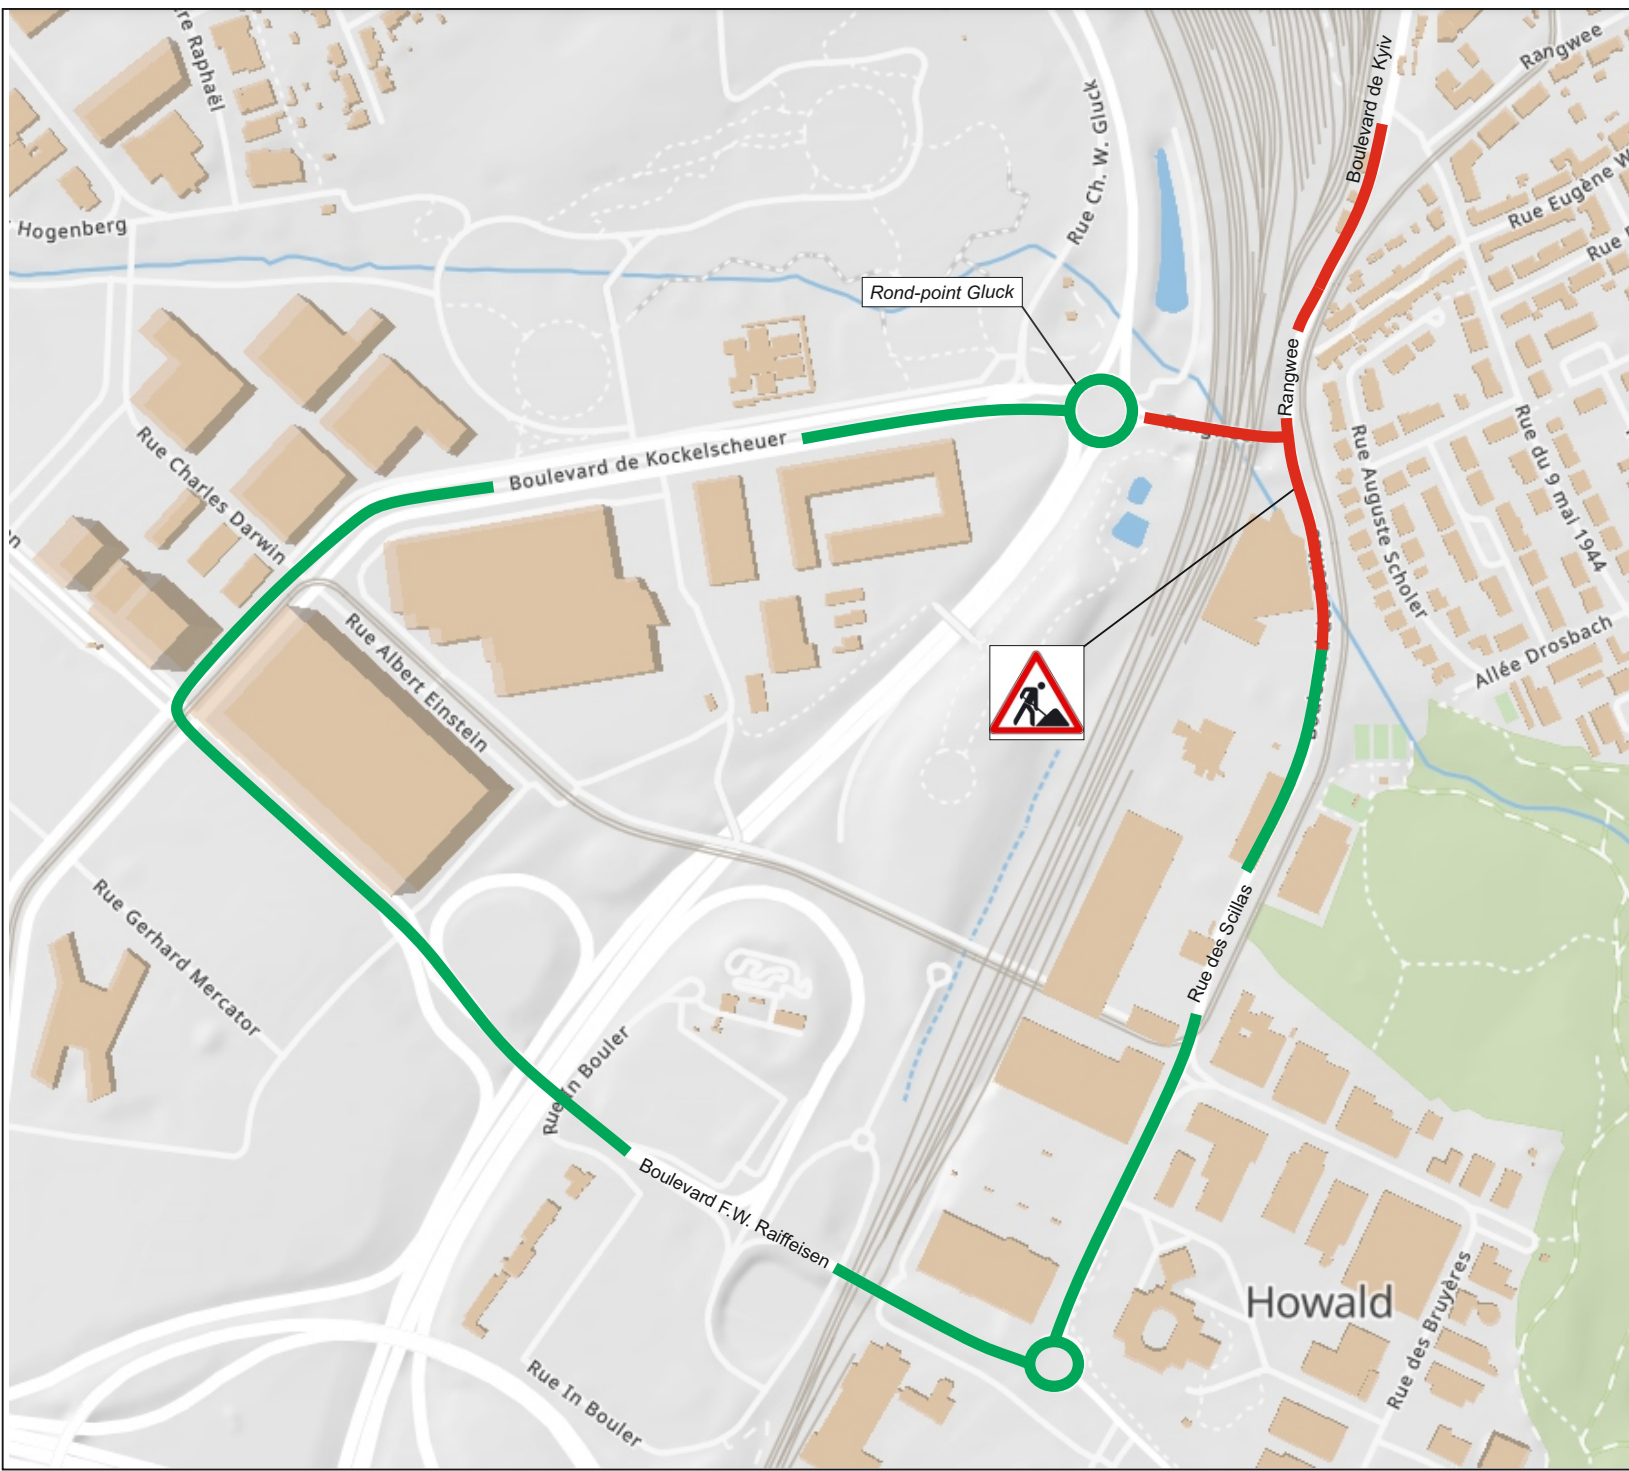 Rangwee
Boulevard de Kyiv
Rue Ch. W. Gluck
Rue Eugène W
Hogenberg
Rond-point Gluck
Rangwee
Boulevard de Kockelscheuer
Rue Charles Darwin
Rue Auguste Scholer
Rue du 9 mai 1944
Allée Drosbach
Rue Albert Einstein
Rue des Scillas
Rue Gerhard Mercator
Rue In Bouler
Boulevard F.W. Raiffeisen
Howald
Rue des Bruyères
Rue In Bouler